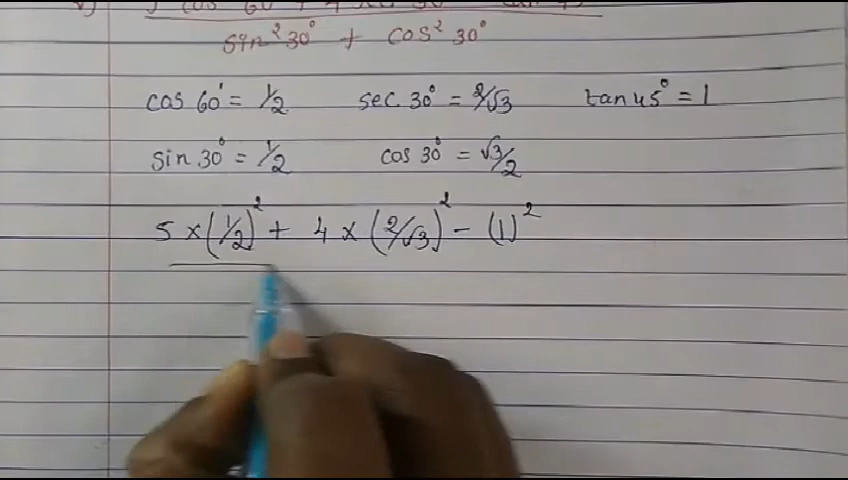 sin² 30° + cos² 30°
cos 60° = 1/2 sec 30° = 2/√3 tan 45° = 1
sin 30° = 1/2 cos 30° = √3/2
5 × (1/2)² + 4 × (2/√3)² - (1)²